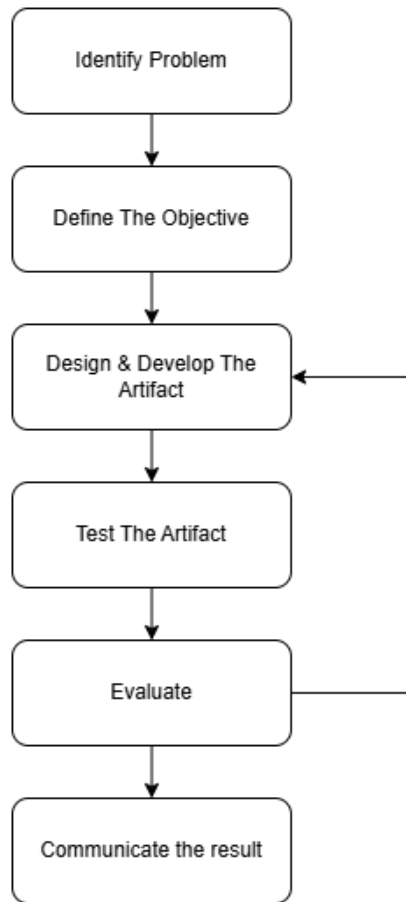 Identify Problem
Define The Objective
Design & Develop The
Artifact
Test The Artifact
Evaluate
Communicate the result